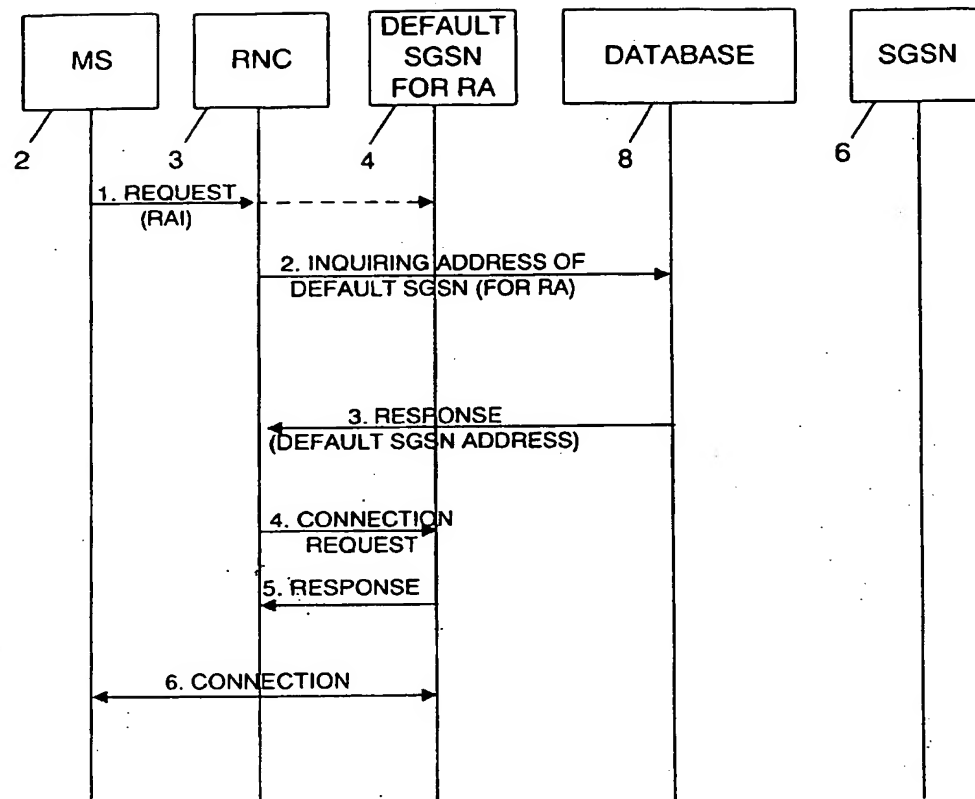 MS
RNC
DEFAULT
SGSN
FOR RA
DATABASE
SGSN
2
3
4
8
6
1. REQUEST
(RAI)
2. INQUIRING ADDRESS OF
DEFAULT SGSN (FOR RA)
3. RESPONSE
(DEFAULT SGSN ADDRESS)
4. CONNECTION
REQUEST
5. RESPONSE
6. CONNECTION